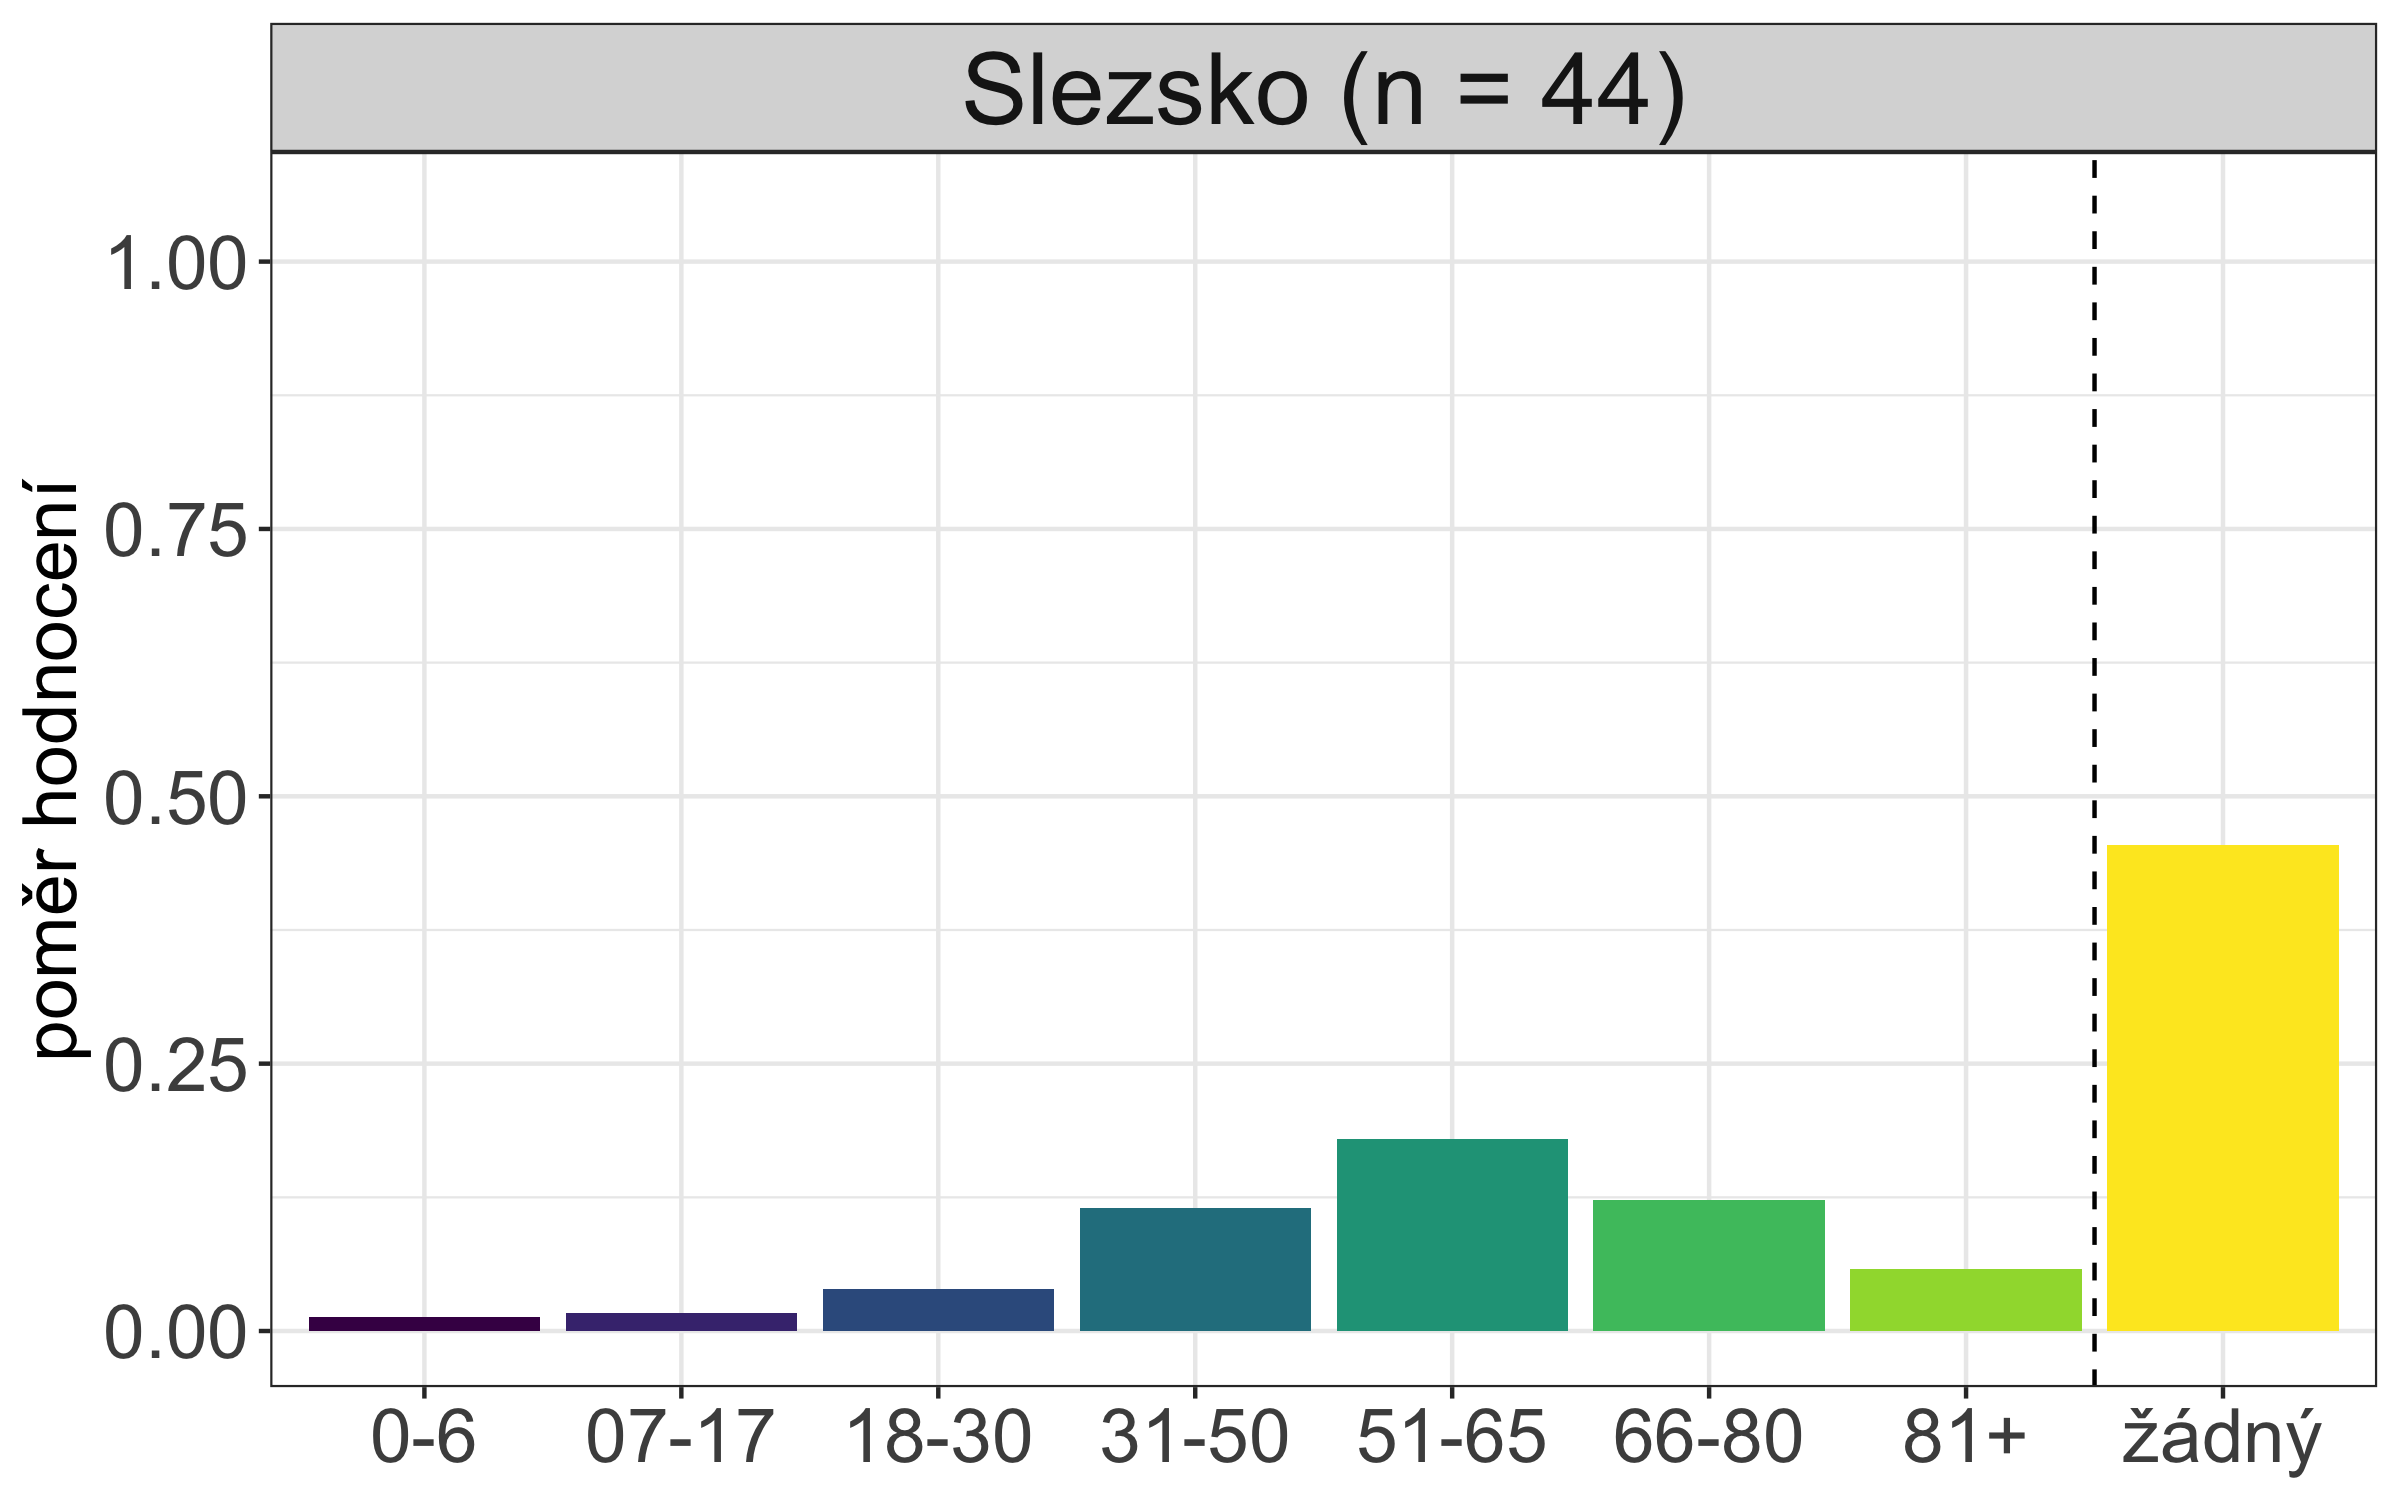 Slezsko (n = 44)
poměr hodnocení
1.00
0.75
0.50
0.25
0.00
0-6 07-17 18-30 31-50 51-65 66-80 81+ žádný